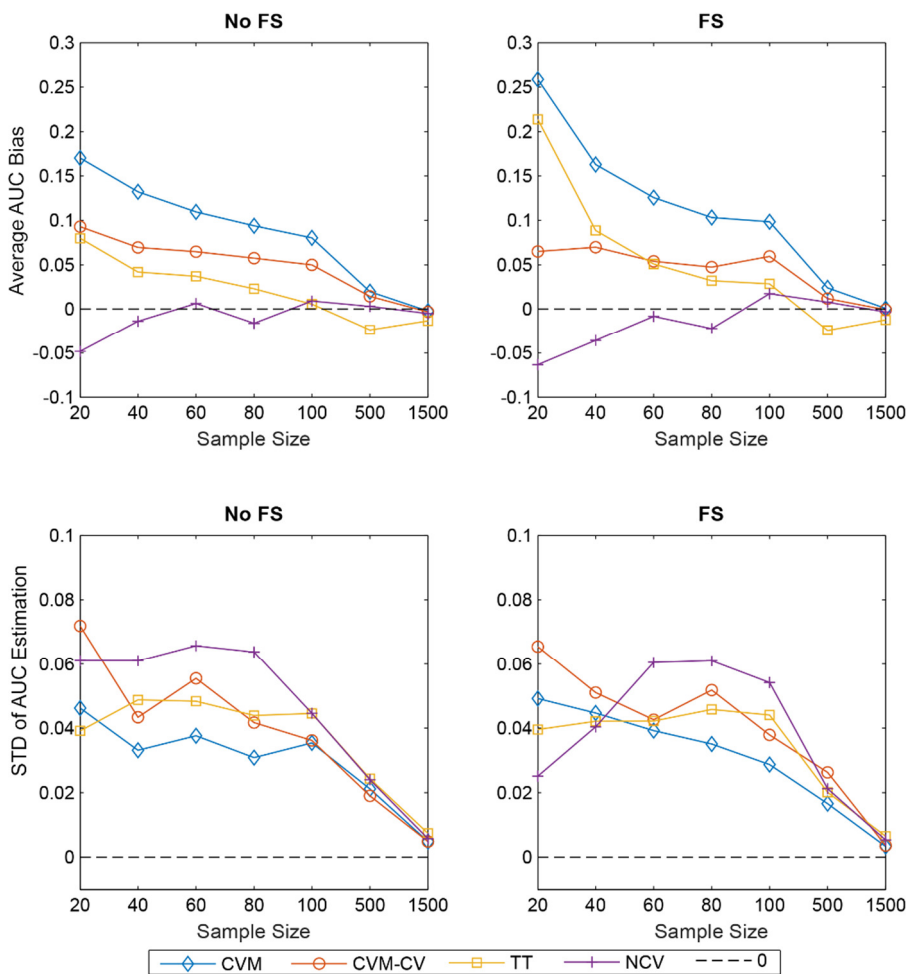 No FS
FS
0.3
0.25
0.2
0.15
0.1
0.05
0
-0.05
-0.1
Average AUC Bias
20 40 60 80 100 500 1500
Sample Size
0.3
0.25
0.2
0.15
0.1
0.05
0
-0.05
-0.1
20 40 60 80 100 500 1500
Sample Size
No FS
FS
0.1
0.08
0.06
0.04
0.02
0
STD of AUC Estimation
20 40 60 80 100 500 1500
Sample Size
0.1
0.08
0.06
0.04
0.02
0
20 40 60 80 100 500 1500
Sample Size
CVM CVM-CV TT NCV 0